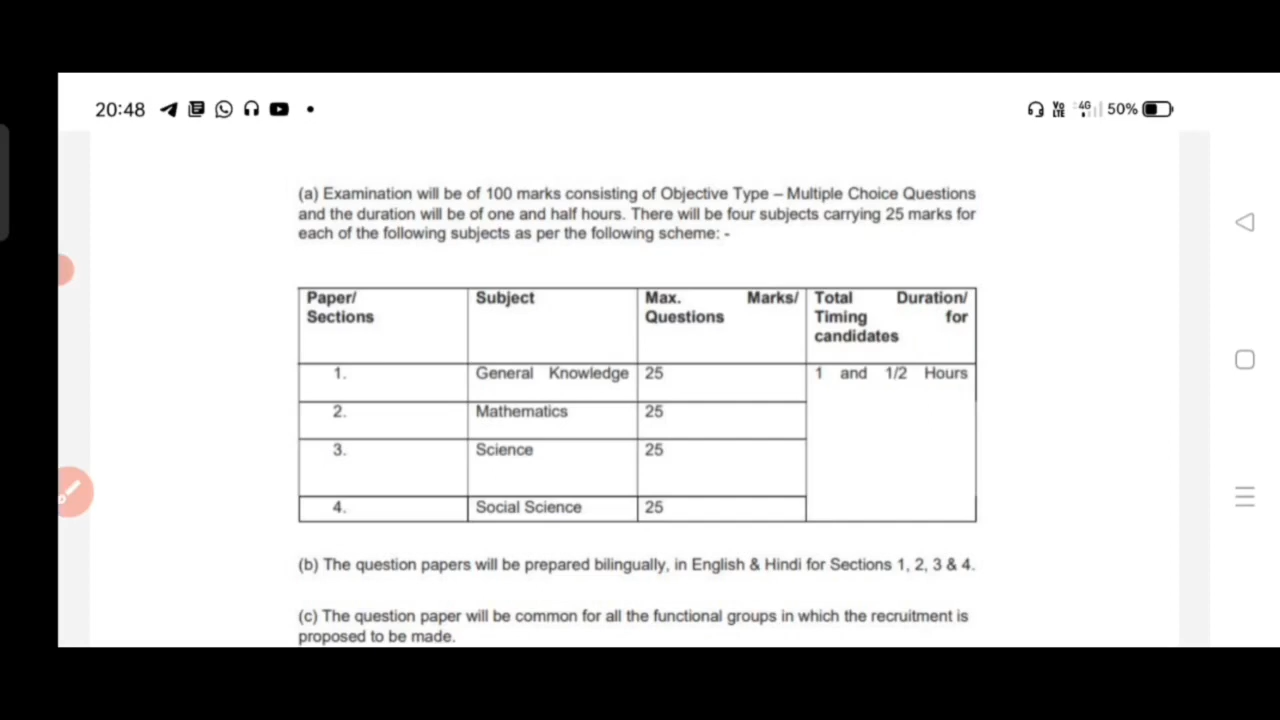 20:48
Vo LTE 4G 50%
(a) Examination will be of 100 marks consisting of Objective Type – Multiple Choice Questions
and the duration will be of one and half hours. There will be four subjects carrying 25 marks for
each of the following subjects as per the following scheme: -
Paper/ Subject Max. Marks/ Total Duration/
Sections Questions Timing for
candidates
1. General Knowledge 25 1 and 1/2 Hours
2. Mathematics 25
3. Science 25
4. Social Science 25
(b) The question papers will be prepared bilingually, in English & Hindi for Sections 1, 2, 3 & 4.
(c) The question paper will be common for all the functional groups in which the recruitment is
proposed to be made.